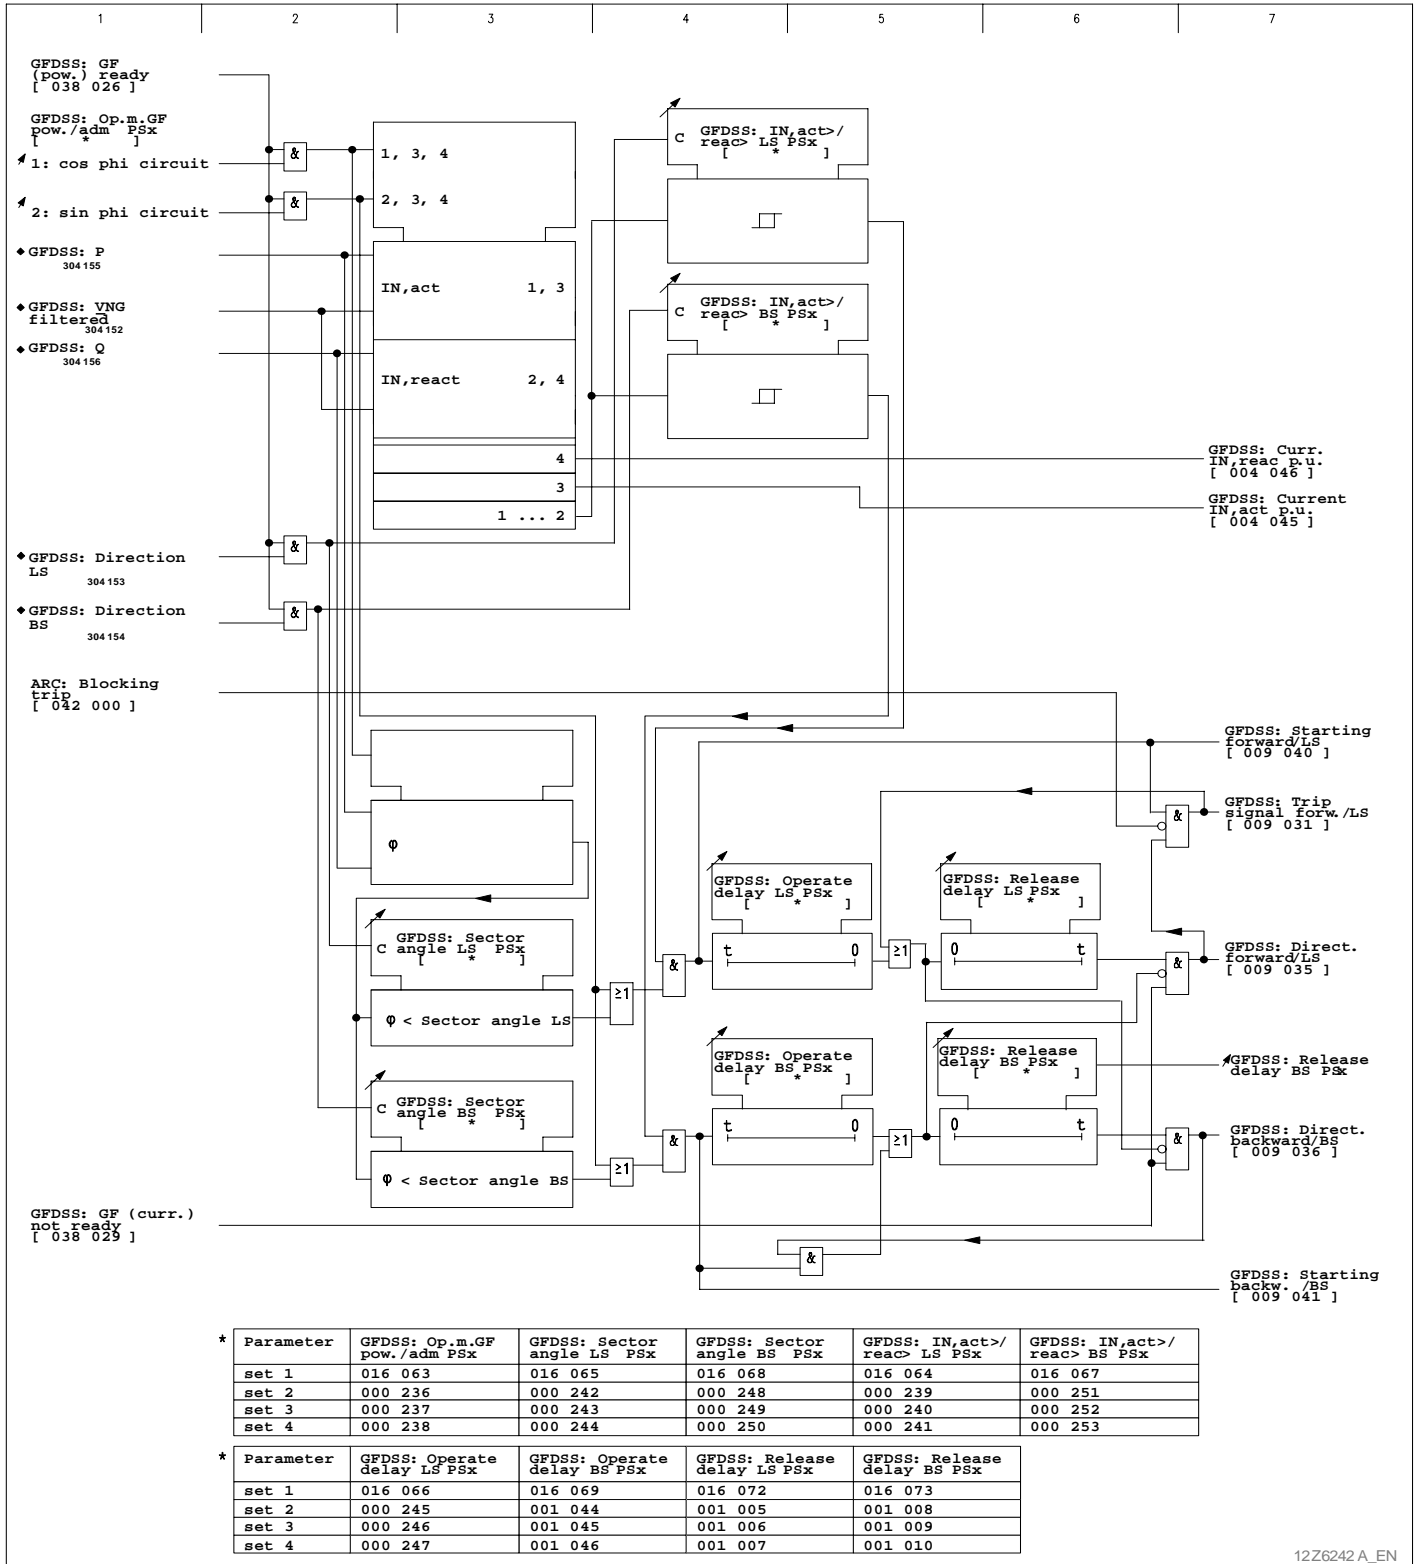 1 2 3 4 5 6 7
GFDSS: GF
(pow.) ready
[ 038 026 ]
GFDSS: Op.m.GF
pow./adm PSx
[ * ]
1: cos phi circuit
2: sin phi circuit
GFDSS: P
304 155
GFDSS: VNG
filtered
304 152
GFDSS: Q
304 156
&
&
1, 3, 4
2, 3, 4
IN,act 1, 3
IN,react 2, 4
4
3
1 ... 2
C GFDSS: IN,act>/
reac> LS PSx
[ * ]
C GFDSS: IN,act>/
reac> BS PSx
[ * ]
GFDSS: Curr.
IN,reac p.u.
[ 004 046 ]
GFDSS: Current
IN,act p.u.
[ 004 045 ]
GFDSS: Direction
LS
304 153
&
GFDSS: Direction
BS
304 154
&
ARC: Blocking
trip
[ 042 000 ]
φ
C GFDSS: Sector
angle LS PSx
[ * ]
φ < Sector angle LS
C GFDSS: Sector
angle BS PSx
[ * ]
φ < Sector angle BS
≥1
≥1
&
&
GFDSS: Operate
delay LS PSx
[ * ]
t 0
≥1
GFDSS: Release
delay LS PSx
[ * ]
0 t
GFDSS: Operate
delay BS PSx
[ * ]
t 0
≥1
GFDSS: Release
delay BS PSx
[ * ]
0 t
&
&
&
&
GFDSS: Starting
forward/LS
[ 009 040 ]
GFDSS: Trip
signal forw./LS
[ 009 031 ]
GFDSS: Direct.
forward/LS
[ 009 035 ]
GFDSS: Release
delay BS PSx
GFDSS: Direct.
backward/BS
[ 009 036 ]
GFDSS: GF (curr.)
not ready
[ 038 029 ]
GFDSS: Starting
backw. /BS
[ 009 041 ]
* Parameter GFDSS: Op.m.GF pow./adm PSx GFDSS: Sector angle LS PSx GFDSS: Sector angle BS PSx GFDSS: IN,act>/ reac> LS PSx GFDSS: IN,act>/ reac> BS PSx
set 1 016 063 016 065 016 068 016 064 016 067
set 2 000 236 000 242 000 248 000 239 000 251
set 3 000 237 000 243 000 249 000 240 000 252
set 4 000 238 000 244 000 250 000 241 000 253
* Parameter GFDSS: Operate delay LS PSx GFDSS: Operate delay BS PSx GFDSS: Release delay LS PSx GFDSS: Release delay BS PSx
set 1 016 066 016 069 016 072 016 073
set 2 000 245 001 044 001 005 001 008
set 3 000 246 001 045 001 006 001 009
set 4 000 247 001 046 001 007 001 010
12Z6242 A_EN